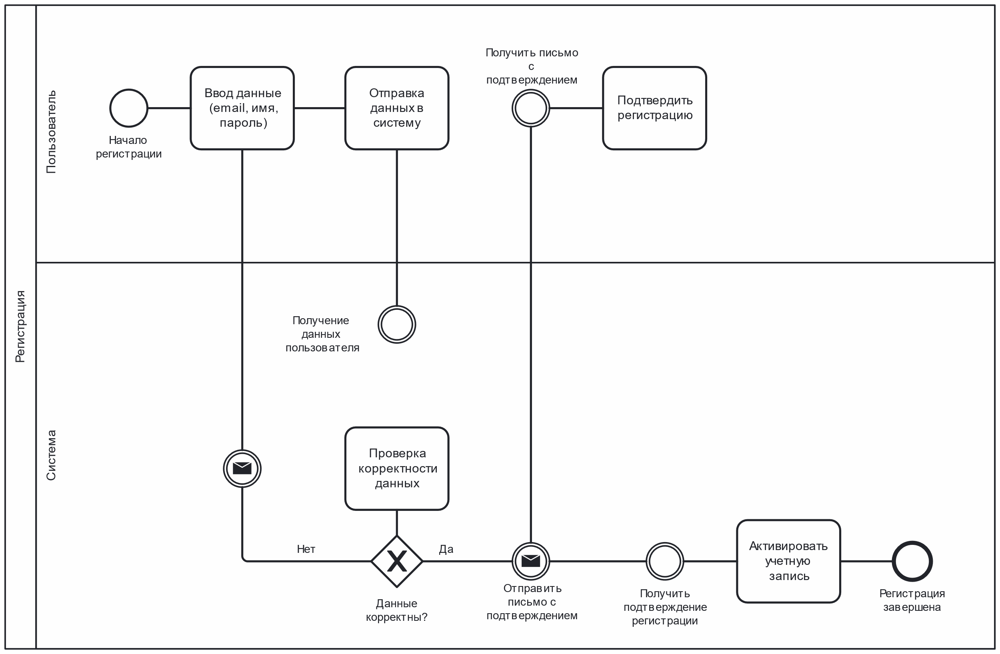 Регистрация
Пользователь
Начало
регистрации
Ввод данные
(email, имя,
пароль)
Отправка
данных в
систему
Получить письмо
с
подтверждением
Подтвердить
регистрацию
Система
Получение
данных
пользователя
Проверка
корректности
данных
Нет
X
Да
Данные
корректны?
Отправить
письмо с
подтверждением
Получить
подтверждение
регистрации
Активировать
учетную
запись
Регистрация
завершена